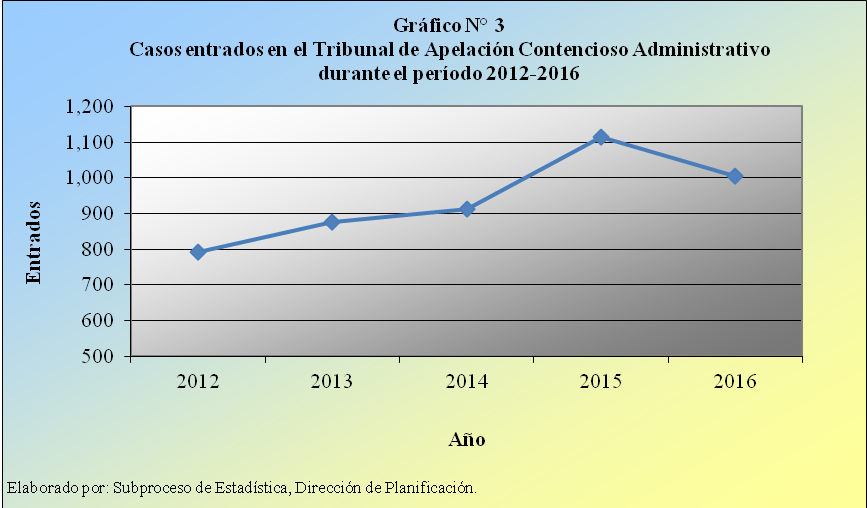 Gráfico N° 3
Casos entrados en el Tribunal de Apelación Contencioso Administrativo
durante el período 2012-2016
Entrados
1,200
1,100
1,000
900
800
700
600
500
2012 2013 2014 2015 2016
Año
Elaborado por: Subproceso de Estadística, Dirección de Planificación.